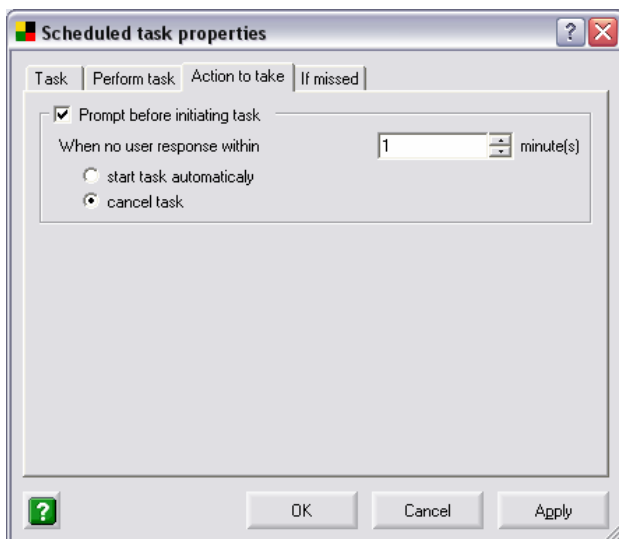 Scheduled task properties
Task Perform task Action to take If missed
Prompt before initiating task
When no user response within 1 minute(s)
start task automaticaly
cancel task
OK Cancel Apply